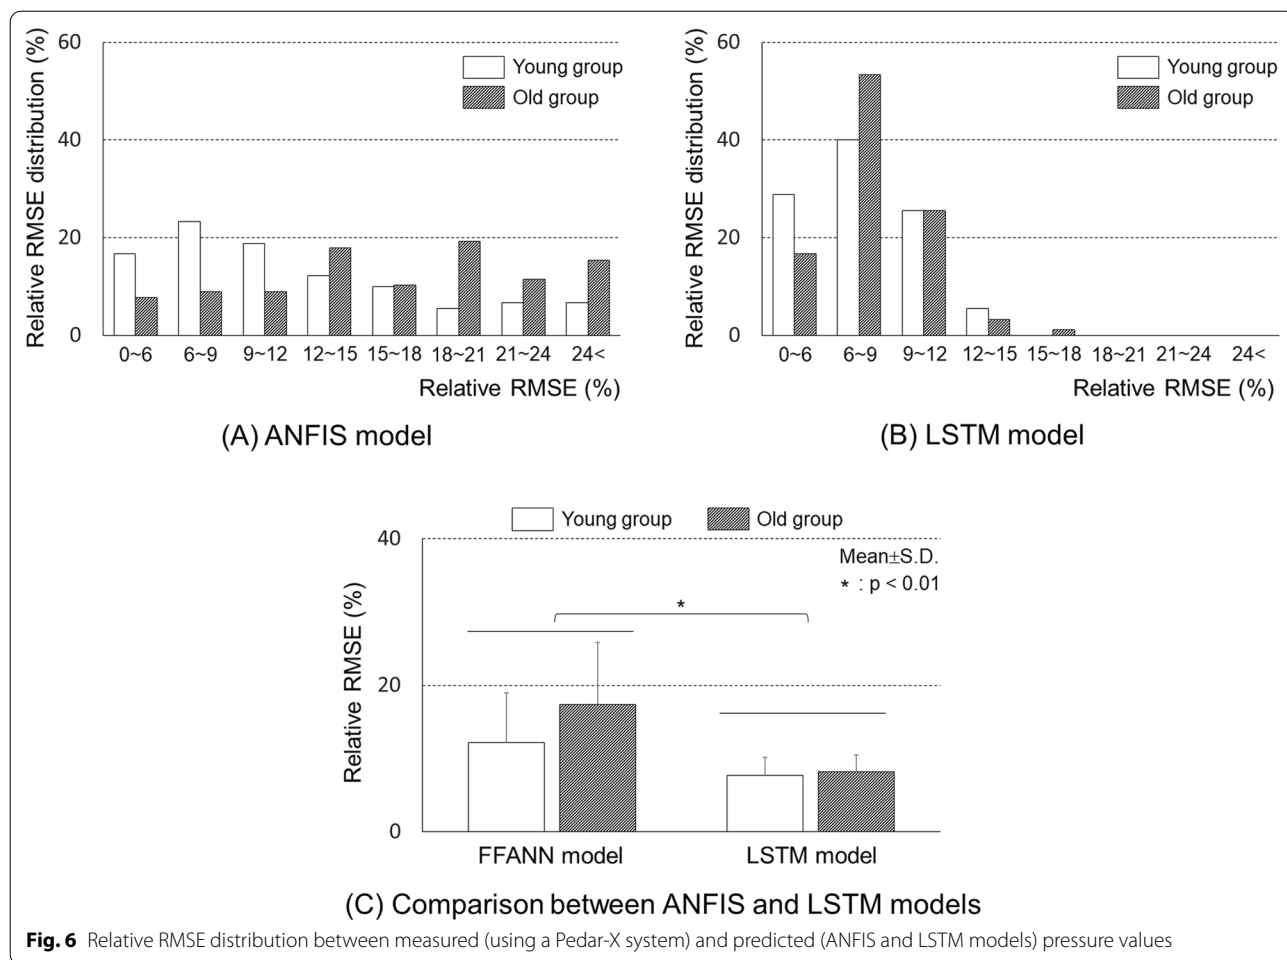 Relative RMSE distribution (%)
60
40
20
0
Young group
Old group
0~6 6~9 9~12 12~15 15~18 18~21 21~24 24<
Relative RMSE (%)
(A) ANFIS model
Relative RMSE distribution (%)
60
40
20
0
Young group
Old group
0~6 6~9 9~12 12~15 15~18 18~21 21~24 24<
Relative RMSE (%)
(B) LSTM model
Young group Old group
Relative RMSE (%)
40
20
0
Mean±S.D.
* : p < 0.01
*
FFANN model LSTM model
(C) Comparison between ANFIS and LSTM models
Fig. 6 Relative RMSE distribution between measured (using a Pedar-X system) and predicted (ANFIS and LSTM models) pressure values